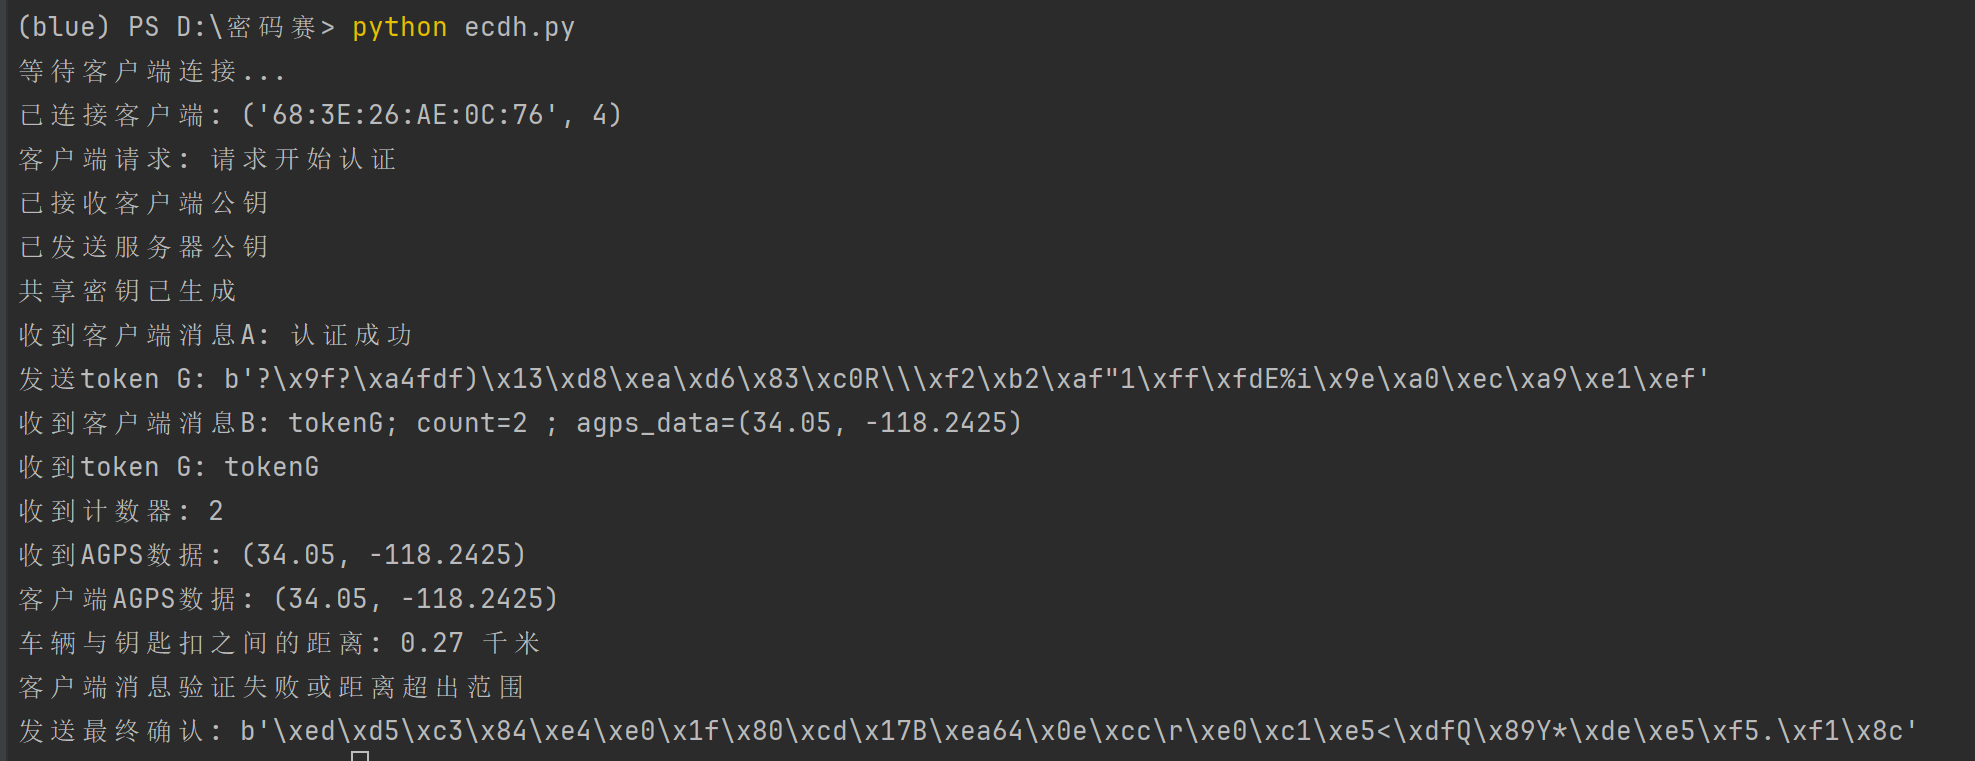 (blue) PS D:\密码赛> python ecdh.py
等待客户端连接...
已连接客户端: ('68:3E:26:AE:0C:76', 4)
客户端请求: 请求开始认证
已接收客户端公钥
已发送服务器公钥
共享密钥已生成
收到客户端消息A: 认证成功
发送token G: b'?\x9f?\xa4fdf)\x13\xd8\xea\xd6\x83\xc0R\\\xf2\xb2\xaf"1\xff\xfdE%i\x9e\xa0\xec\xa9\xe1\xef'
收到客户端消息B: tokenG; count=2 ; agps_data=(34.05, -118.2425)
收到token G: tokenG
收到计数器: 2
收到AGPS数据: (34.05, -118.2425)
客户端AGPS数据: (34.05, -118.2425)
车辆与钥匙扣之间的距离: 0.27 千米
客户端消息验证失败或距离超出范围
发送最终确认: b'\xed\xd5\xc3\x84\xe4\xe0\x1f\x80\xcd\x17B\xea64\x0e\xcc\r\xe0\xc1\xe5<\xdfQ\x89Y*\xde\xe5\xf5.\xf1\x8c'